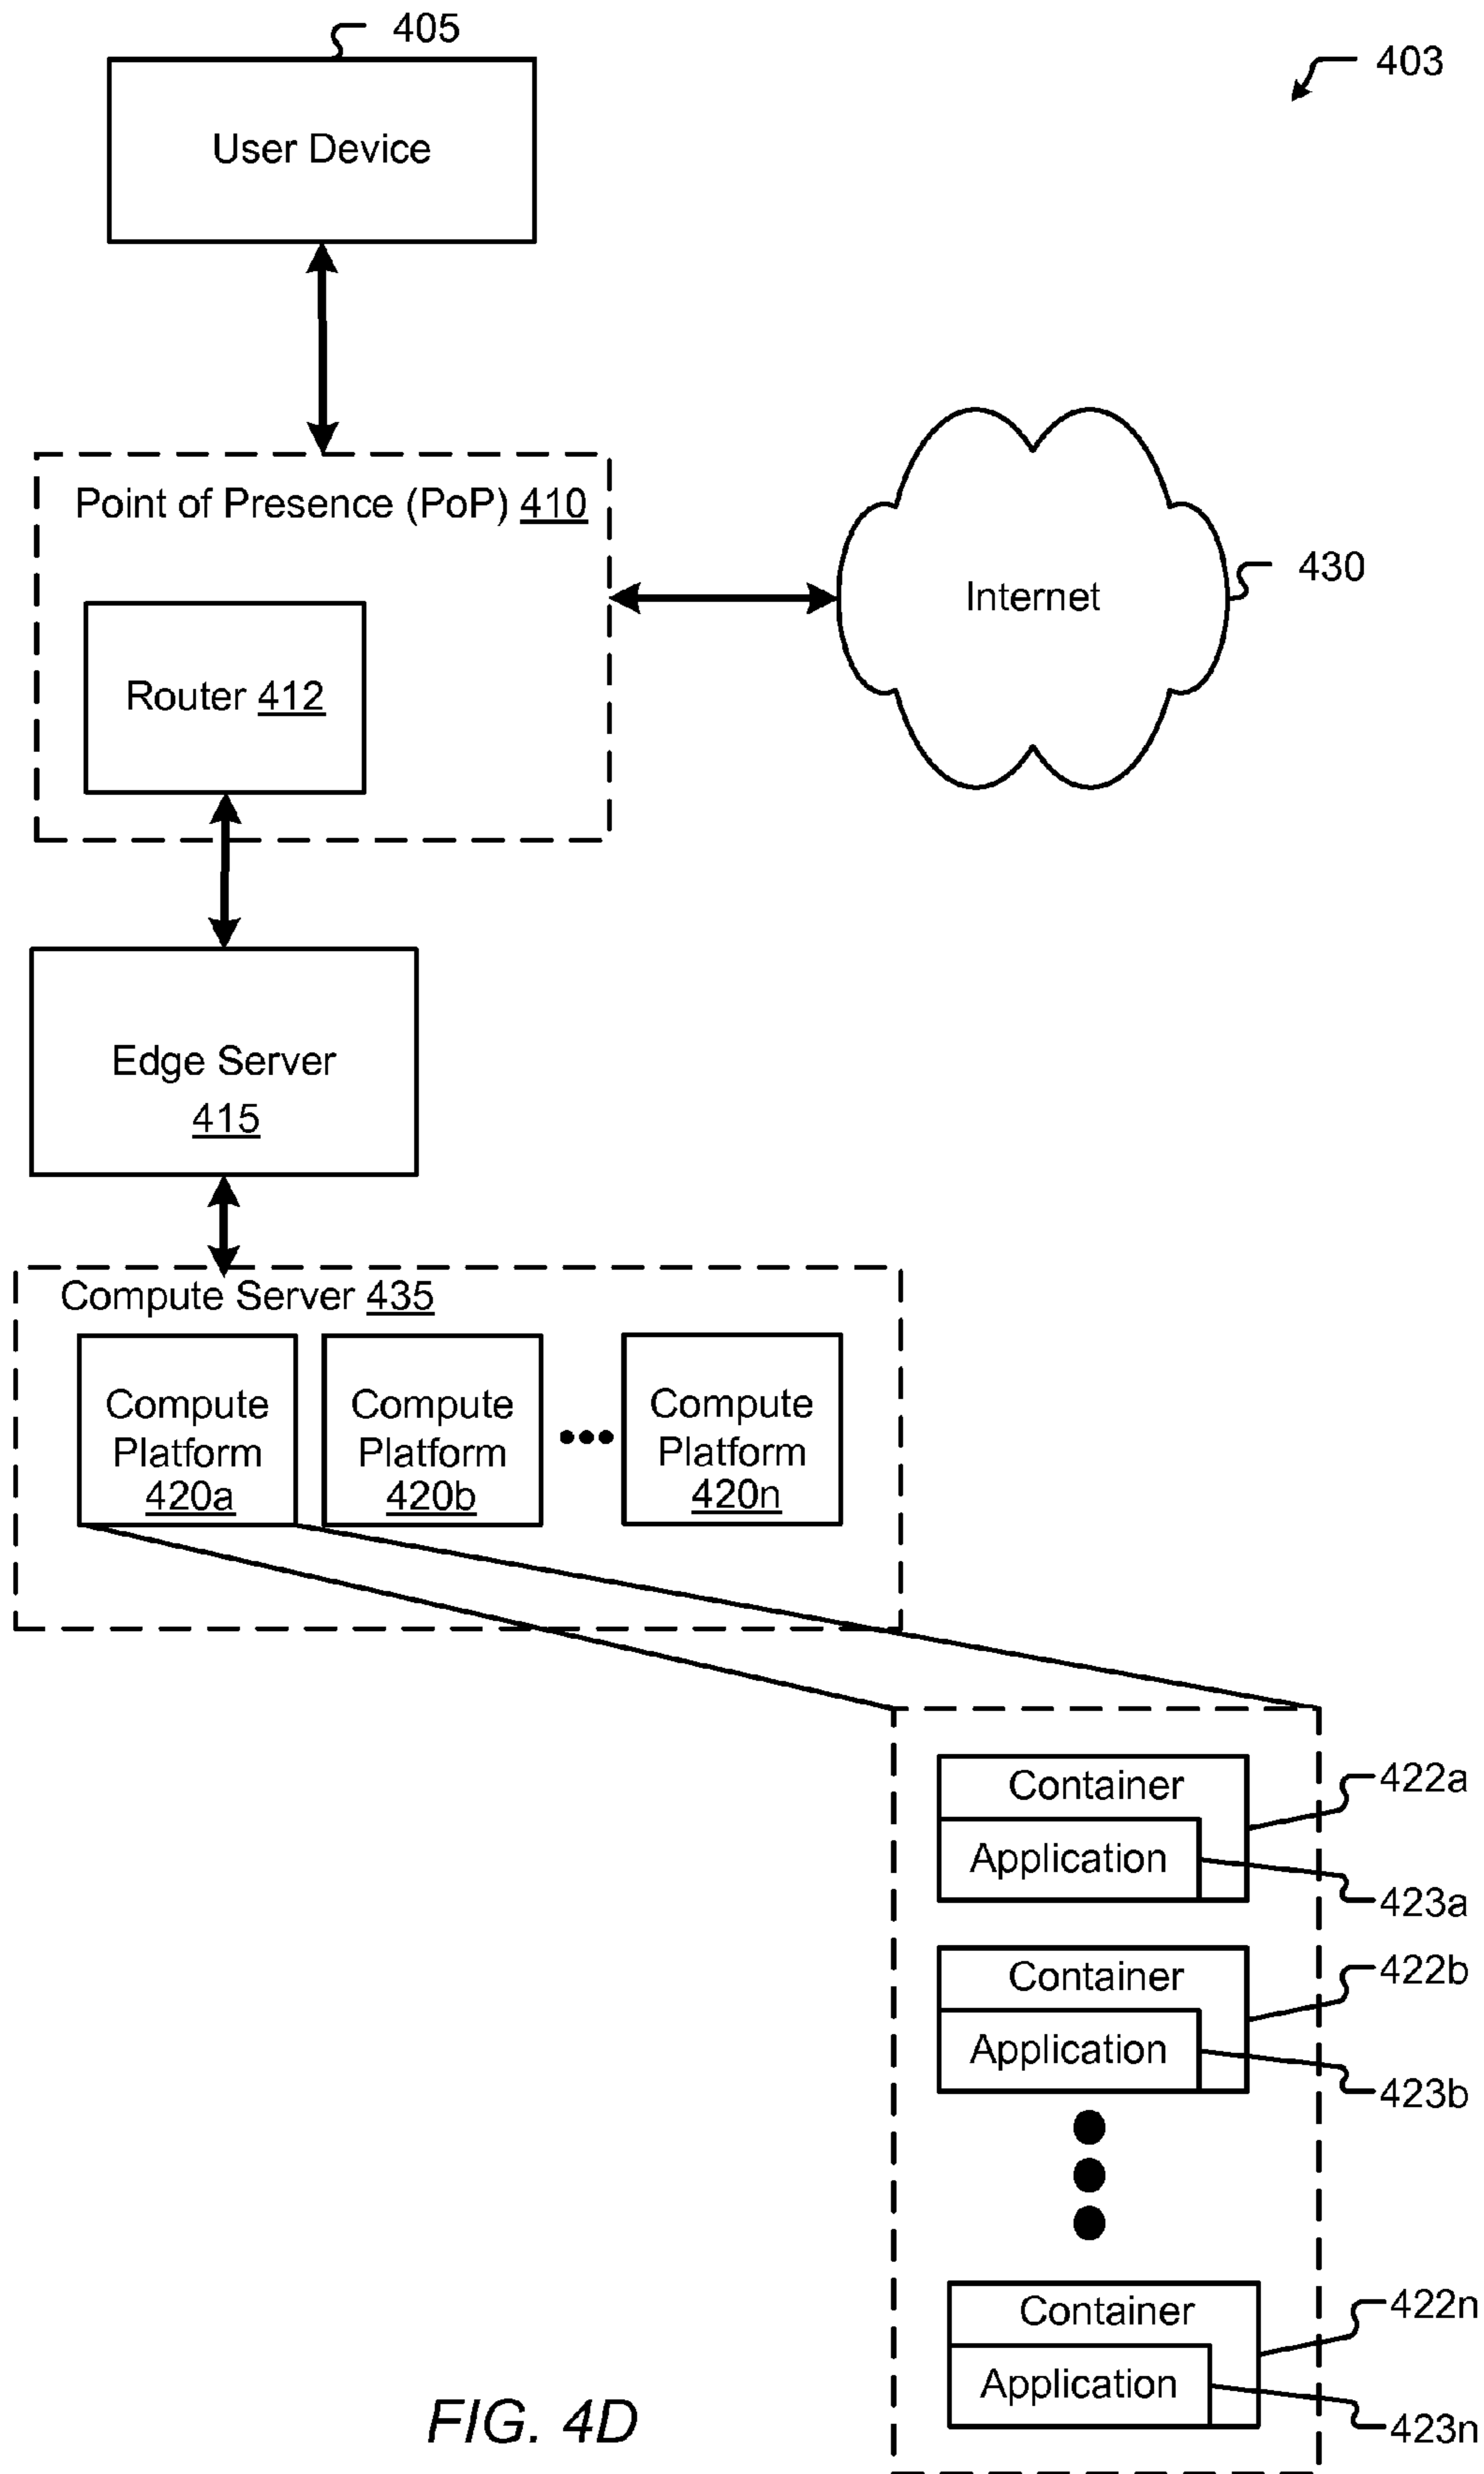 405
403
User Device
Point of Presence (PoP) 410
430
Internet
Router 412
Edge Server
415
Compute Server 435
Compute
Platform
420a
Compute
Platform
420b
Compute
Platform
420n
Container
422a
Application
423a
Container
422b
Application
423b
Container
422n
Application
423n
FIG. 4D